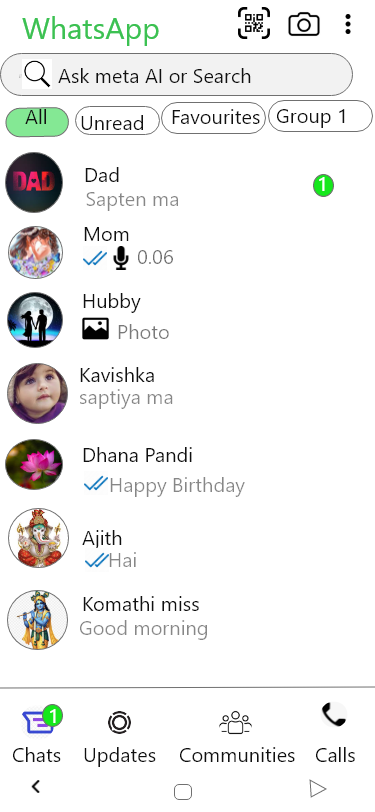 WhatsApp
Ask meta AI or Search
All Unread Favourites Group 1
DAD
Dad
1
Sapten ma
Mom
0.06
Hubby
Photo
Kavishka
saptiya ma
Dhana Pandi
Happy Birthday
Ajith
Hai
Komathi miss
Good morning
1
Chats Updates Communities Calls